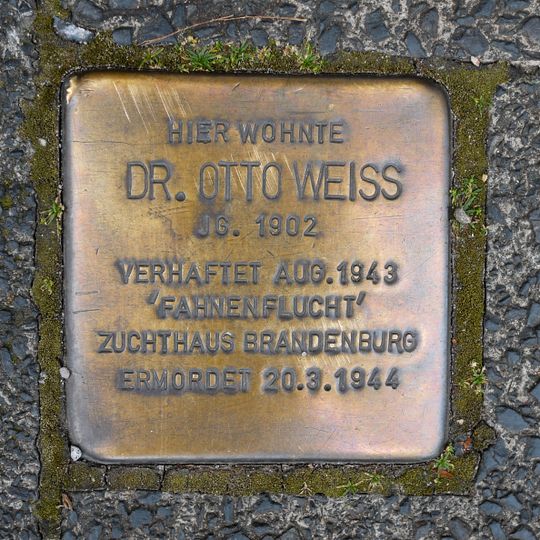 HIER WOHNTE
DR. OTTO WEISS
JG. 1902
VERHAFTET AUG. 1943
'FAHNENFLUCHT'
ZUCHTHAUS BRANDENBURG
ERMORDET 20.3.1944